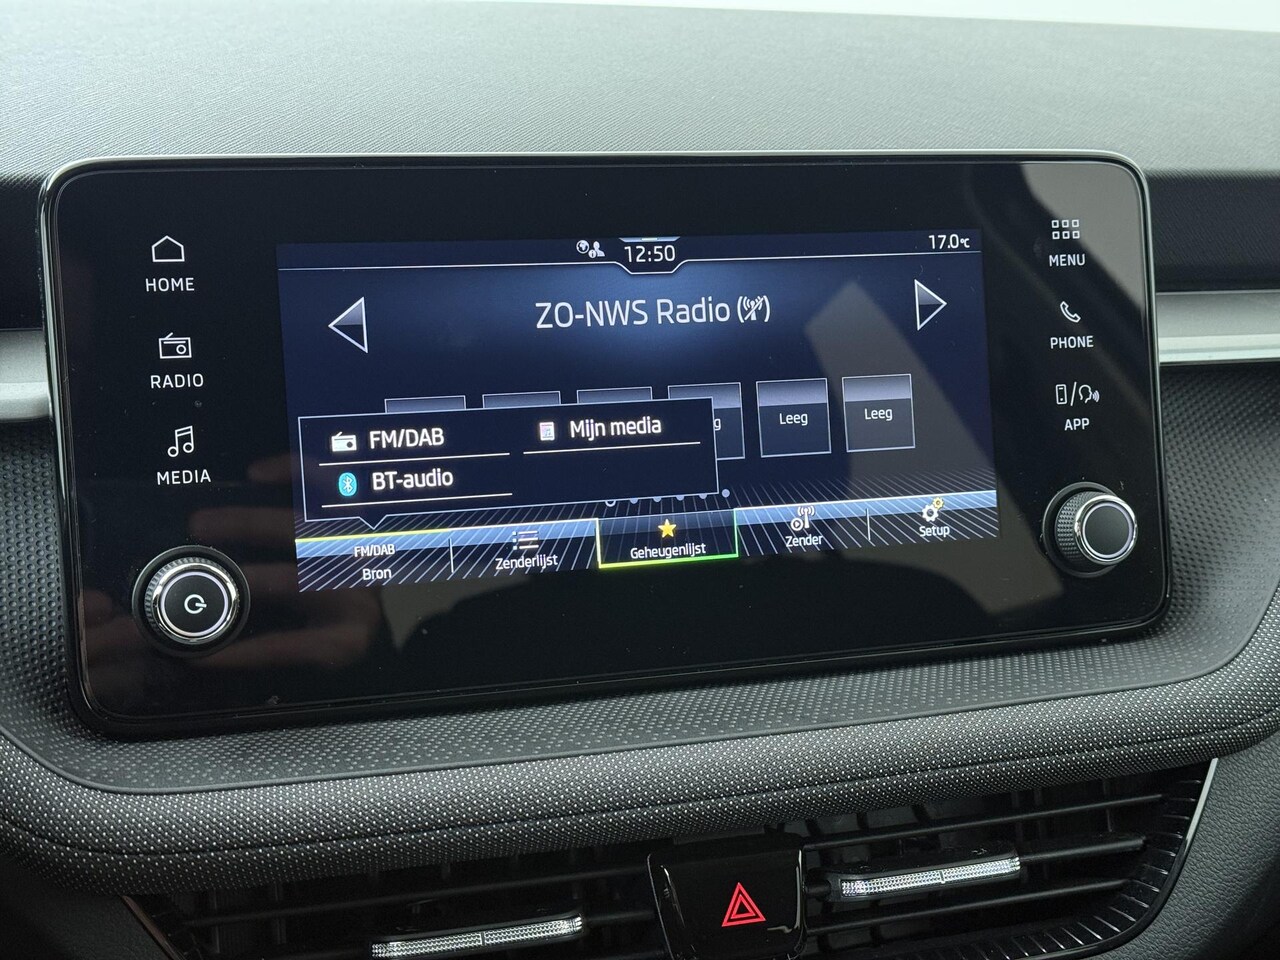 HOME
RADIO
MEDIA
12:50
17.0°C
ZO-NWS Radio
Leeg
Leeg
FM/DAB
Mijn media
BT-audio
FM/DAB
Bron
Zenderlijst
Geheugenlijst
Zender
Setup
MENU
PHONE
APP